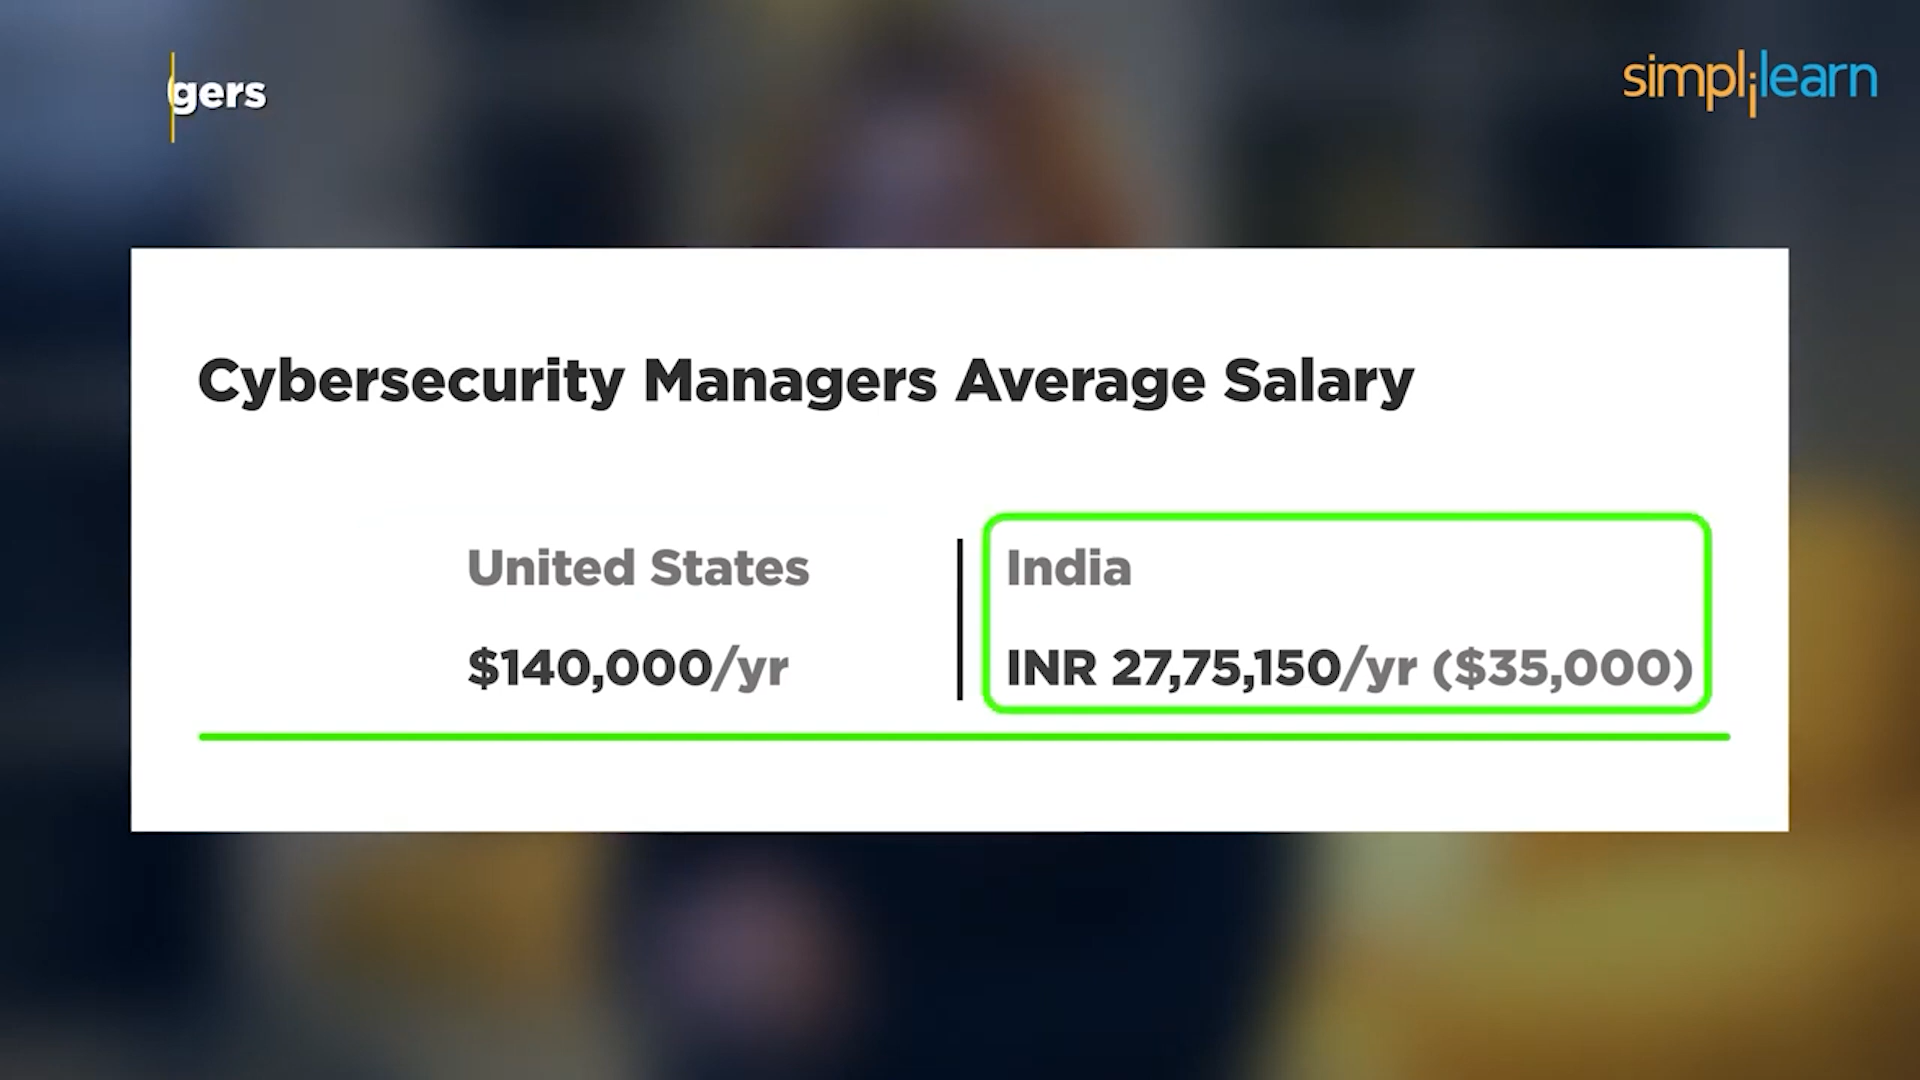 gers
simplilearn
Cybersecurity Managers Average Salary
United States
India
$140,000/yr
INR 27,75,150/yr ($35,000)